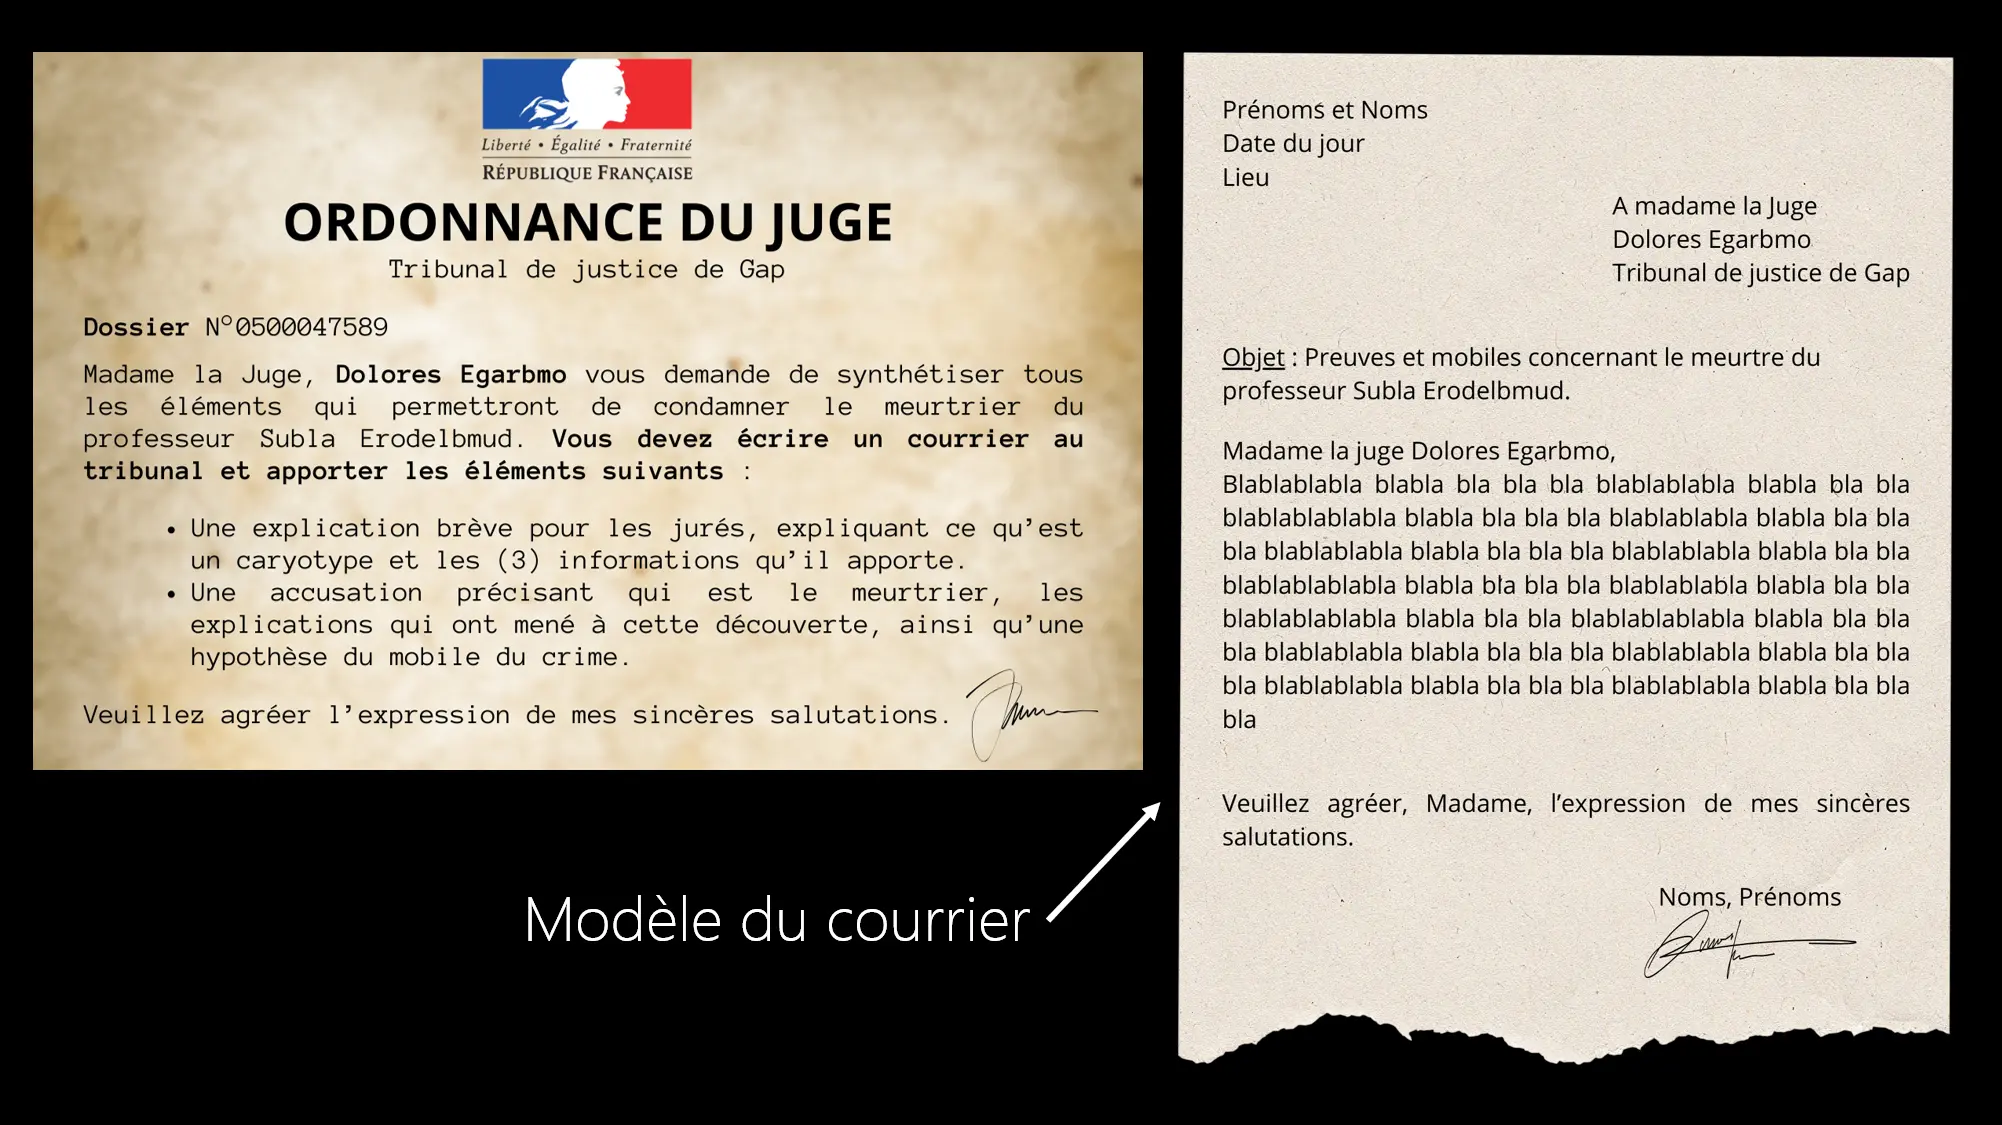 Liberté • Égalité • Fraternité
RÉPUBLIQUE FRANÇAISE
ORDONNANCE DU JUGE
Tribunal de justice de Gap
Dossier N°0500047589
Madame la Juge, Dolores Egarbmo vous demande de synthétiser tous
les éléments qui permettront de condamner le meurtrier du
professeur Subla Erodelbmud. Vous devez écrire un courrier au
tribunal et apporter les éléments suivants :
• Une explication brève pour les jurés, expliquant ce qu’est
un caryotype et les (3) informations qu’il apporte.
• Une accusation précisant qui est le meurtrier, les
explications qui ont mené à cette découverte, ainsi qu’une
hypothèse du mobile du crime.
Veuillez agréer l’expression de mes sincères salutations.
Modèle du courrier
Prénoms et Noms
Date du jour
Lieu
A madame la Juge
Dolores Egarbmo
Tribunal de justice de Gap
Objet : Preuves et mobiles concernant le meurtre du
professeur Subla Erodelbmud.
Madame la juge Dolores Egarbmo,
Blablablabla blabla bla bla bla blablablabla blabla bla bla
blablablablabla blabla bla bla bla blablablabla blabla bla bla
bla blablablabla blabla bla bla bla blablablabla blabla bla bla
blablablablabla blabla bla bla bla blablablabla blabla bla bla
blablablablabla blabla bla bla blablablablabla blabla bla bla
bla blablablabla blabla bla bla bla blablablabla blabla bla bla
bla blablablabla blabla bla bla bla blablablabla blabla bla bla
bla
Veuillez agréer, Madame, l’expression de mes sincères
salutations.
Noms, Prénoms